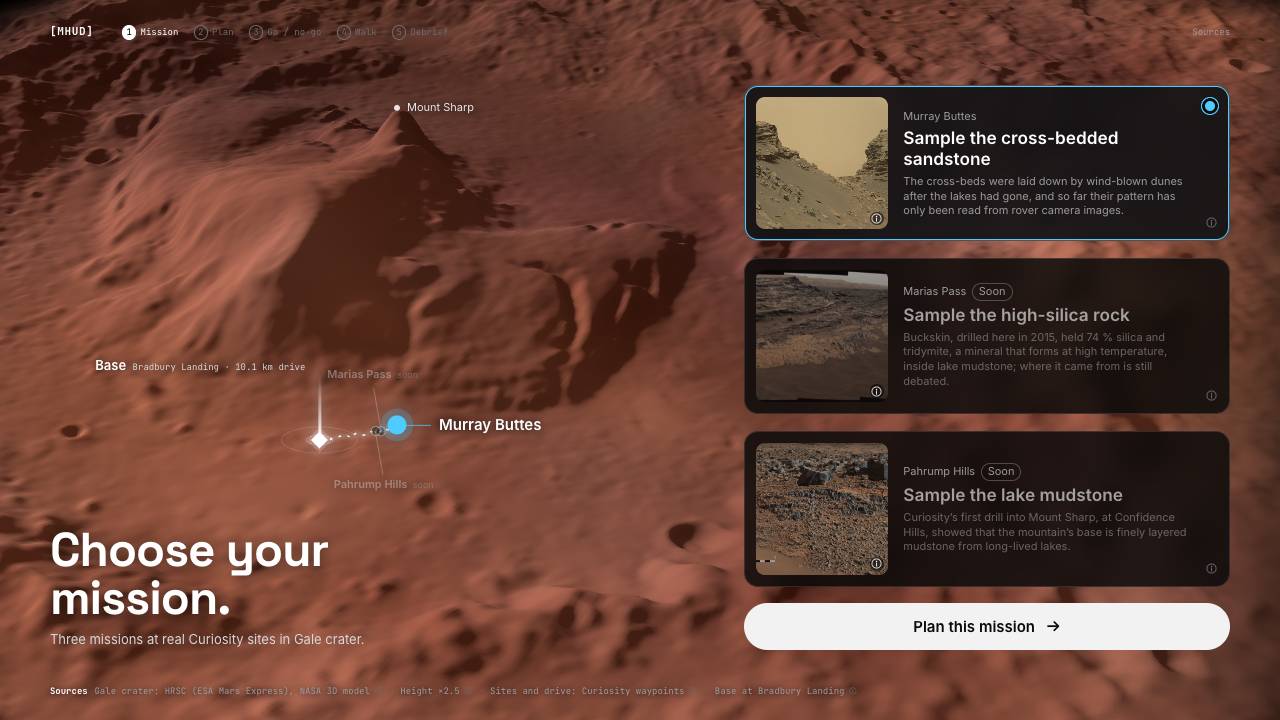 [MHUD] 1 Mission 2 Plan 3 Go / no-go 4 Walk 5 Debrief Sources
Mount Sharp
Base Bradbury Landing · 10.1 km drive
Marias Pass soon
Murray Buttes
Pahrump Hills soon
Choose your
mission.
Three missions at real Curiosity sites in Gale crater.
Murray Buttes
Sample the cross-bedded
sandstone
The cross-beds were laid down by wind-blown dunes
after the lakes had gone, and so far their pattern has
only been read from rover camera images.
Marias Pass Soon
Sample the high-silica rock
Buckskin, drilled here in 2015, held 74 % silica and
tridymite, a mineral that forms at high temperature,
inside lake mudstone; where it came from is still
debated.
Pahrump Hills Soon
Sample the lake mudstone
Curiosity's first drill into Mount Sharp, at Confidence
Hills, showed that the mountain's base is finely layered
mudstone from long-lived lakes.
Plan this mission →
Sources Gale crater: HRSC (ESA Mars Express), NASA 3D model Height ×2.5 Sites and drive: Curiosity waypoints Base at Bradbury Landing